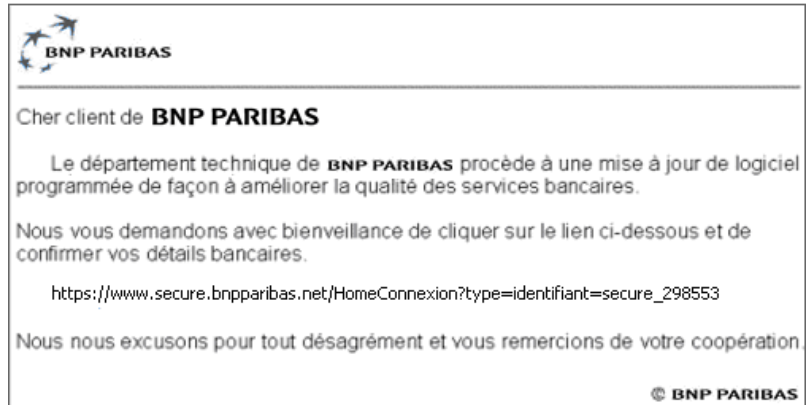 BNP PARIBAS
Cher client de BNP PARIBAS
Le département technique de BNP PARIBAS procède à une mise à jour de logiciel
programmée de façon à améliorer la qualité des services bancaires.
Nous vous demandons avec bienveillance de cliquer sur le lien ci-dessous et de
confirmer vos détails bancaires.
https://www.secure.bnpparibas.net/HomeConnexion?type=identifiant=secure_298553
Nous nous excusons pour tout désagrément et vous remercions de votre coopération.
© BNP PARIBAS